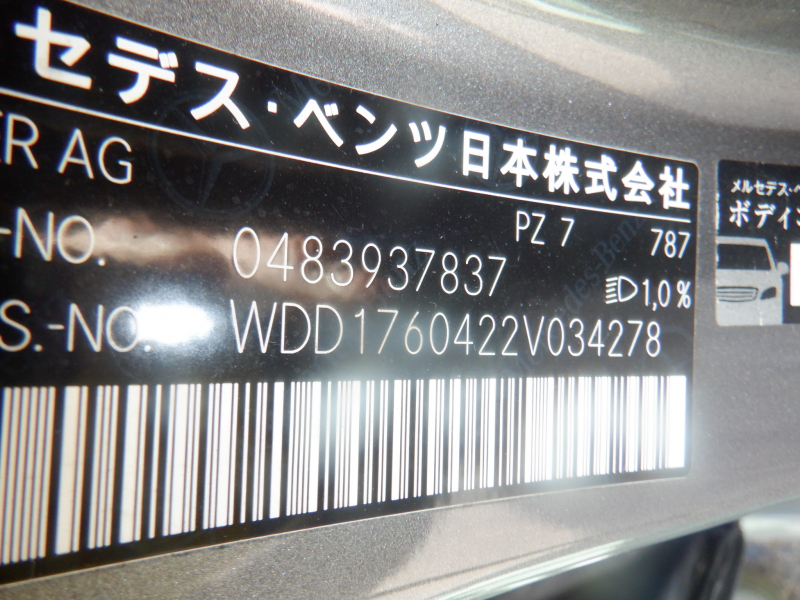 セデス・ベンツ日本株式会社
ER AG
PZ 7 787
-NO. 0483937837
1,0 %
S.-NO. WDD1760422V034278
メルセデス・ベ
ボディ